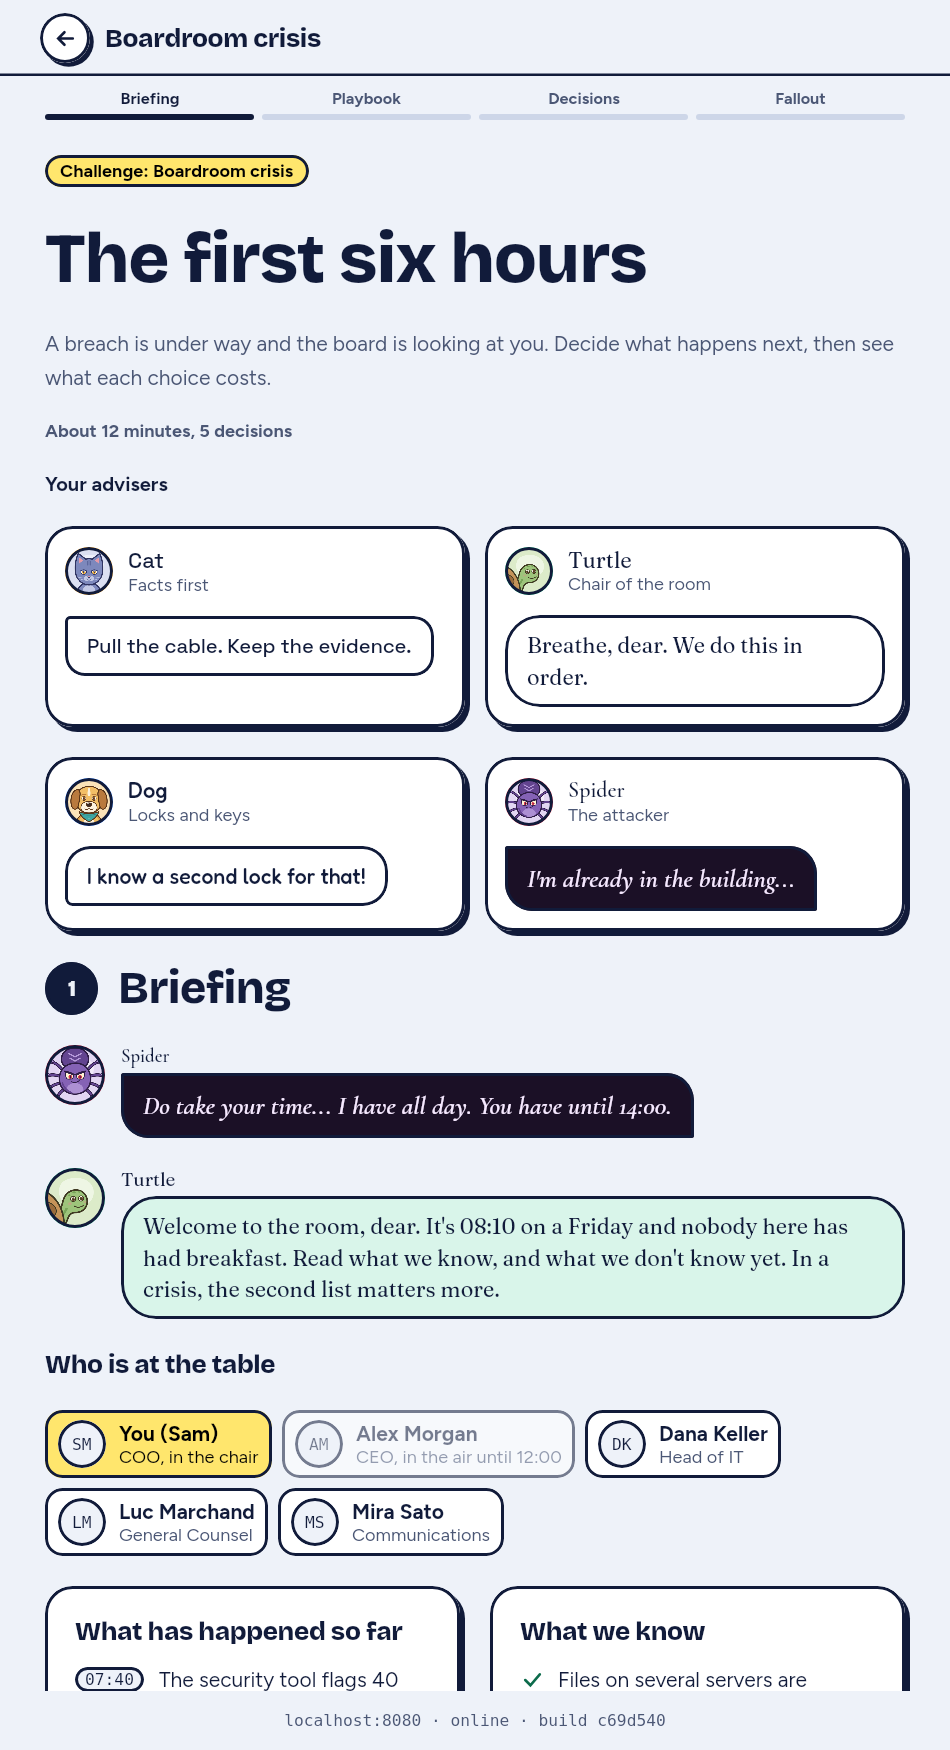 Boardroom crisis
Briefing
Playbook
Decisions
Fallout
Challenge: Boardroom crisis
The first six hours
A breach is under way and the board is looking at you. Decide what happens next, then see
what each choice costs.
About 12 minutes, 5 decisions
Your advisers
Cat
Facts first
Pull the cable. Keep the evidence.
Turtle
Chair of the room
Breathe, dear. We do this in
order.
Dog
Locks and keys
I know a second lock for that!
Spider
The attacker
I'm already in the building...
1 Briefing
Spider
Do take your time... I have all day. You have until 14:00.
Turtle
Welcome to the room, dear. It's 08:10 on a Friday and nobody here has
had breakfast. Read what we know, and what we don't know yet. In a
crisis, the second list matters more.
Who is at the table
SM
You (Sam)
COO, in the chair
AM
Alex Morgan
CEO, in the air until 12:00
DK
Dana Keller
Head of IT
LM
Luc Marchand
General Counsel
MS
Mira Sato
Communications
What has happened so far
07:40 The security tool flags 40
What we know
Files on several servers are
localhost:8080 · online · build c69d540